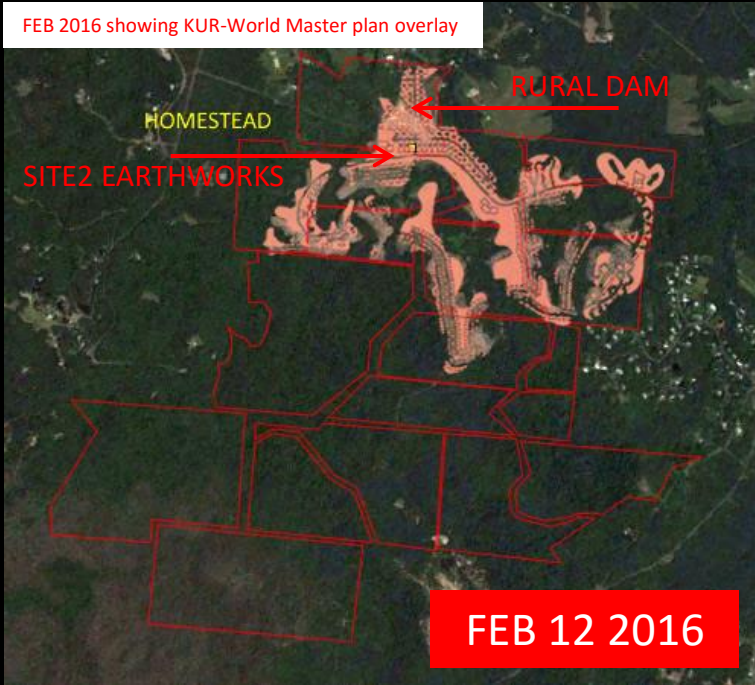 FEB 2016 showing KUR-World Master plan overlay
RURAL DAM
HOMESTEAD
SITE2 EARTHWORKS
FEB 12 2016